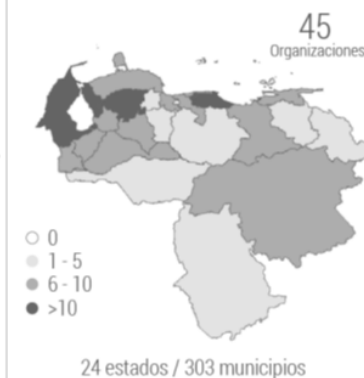 45
Organizaciones
0
1 - 5
6 - 10
>10
24 estados / 303 municipios